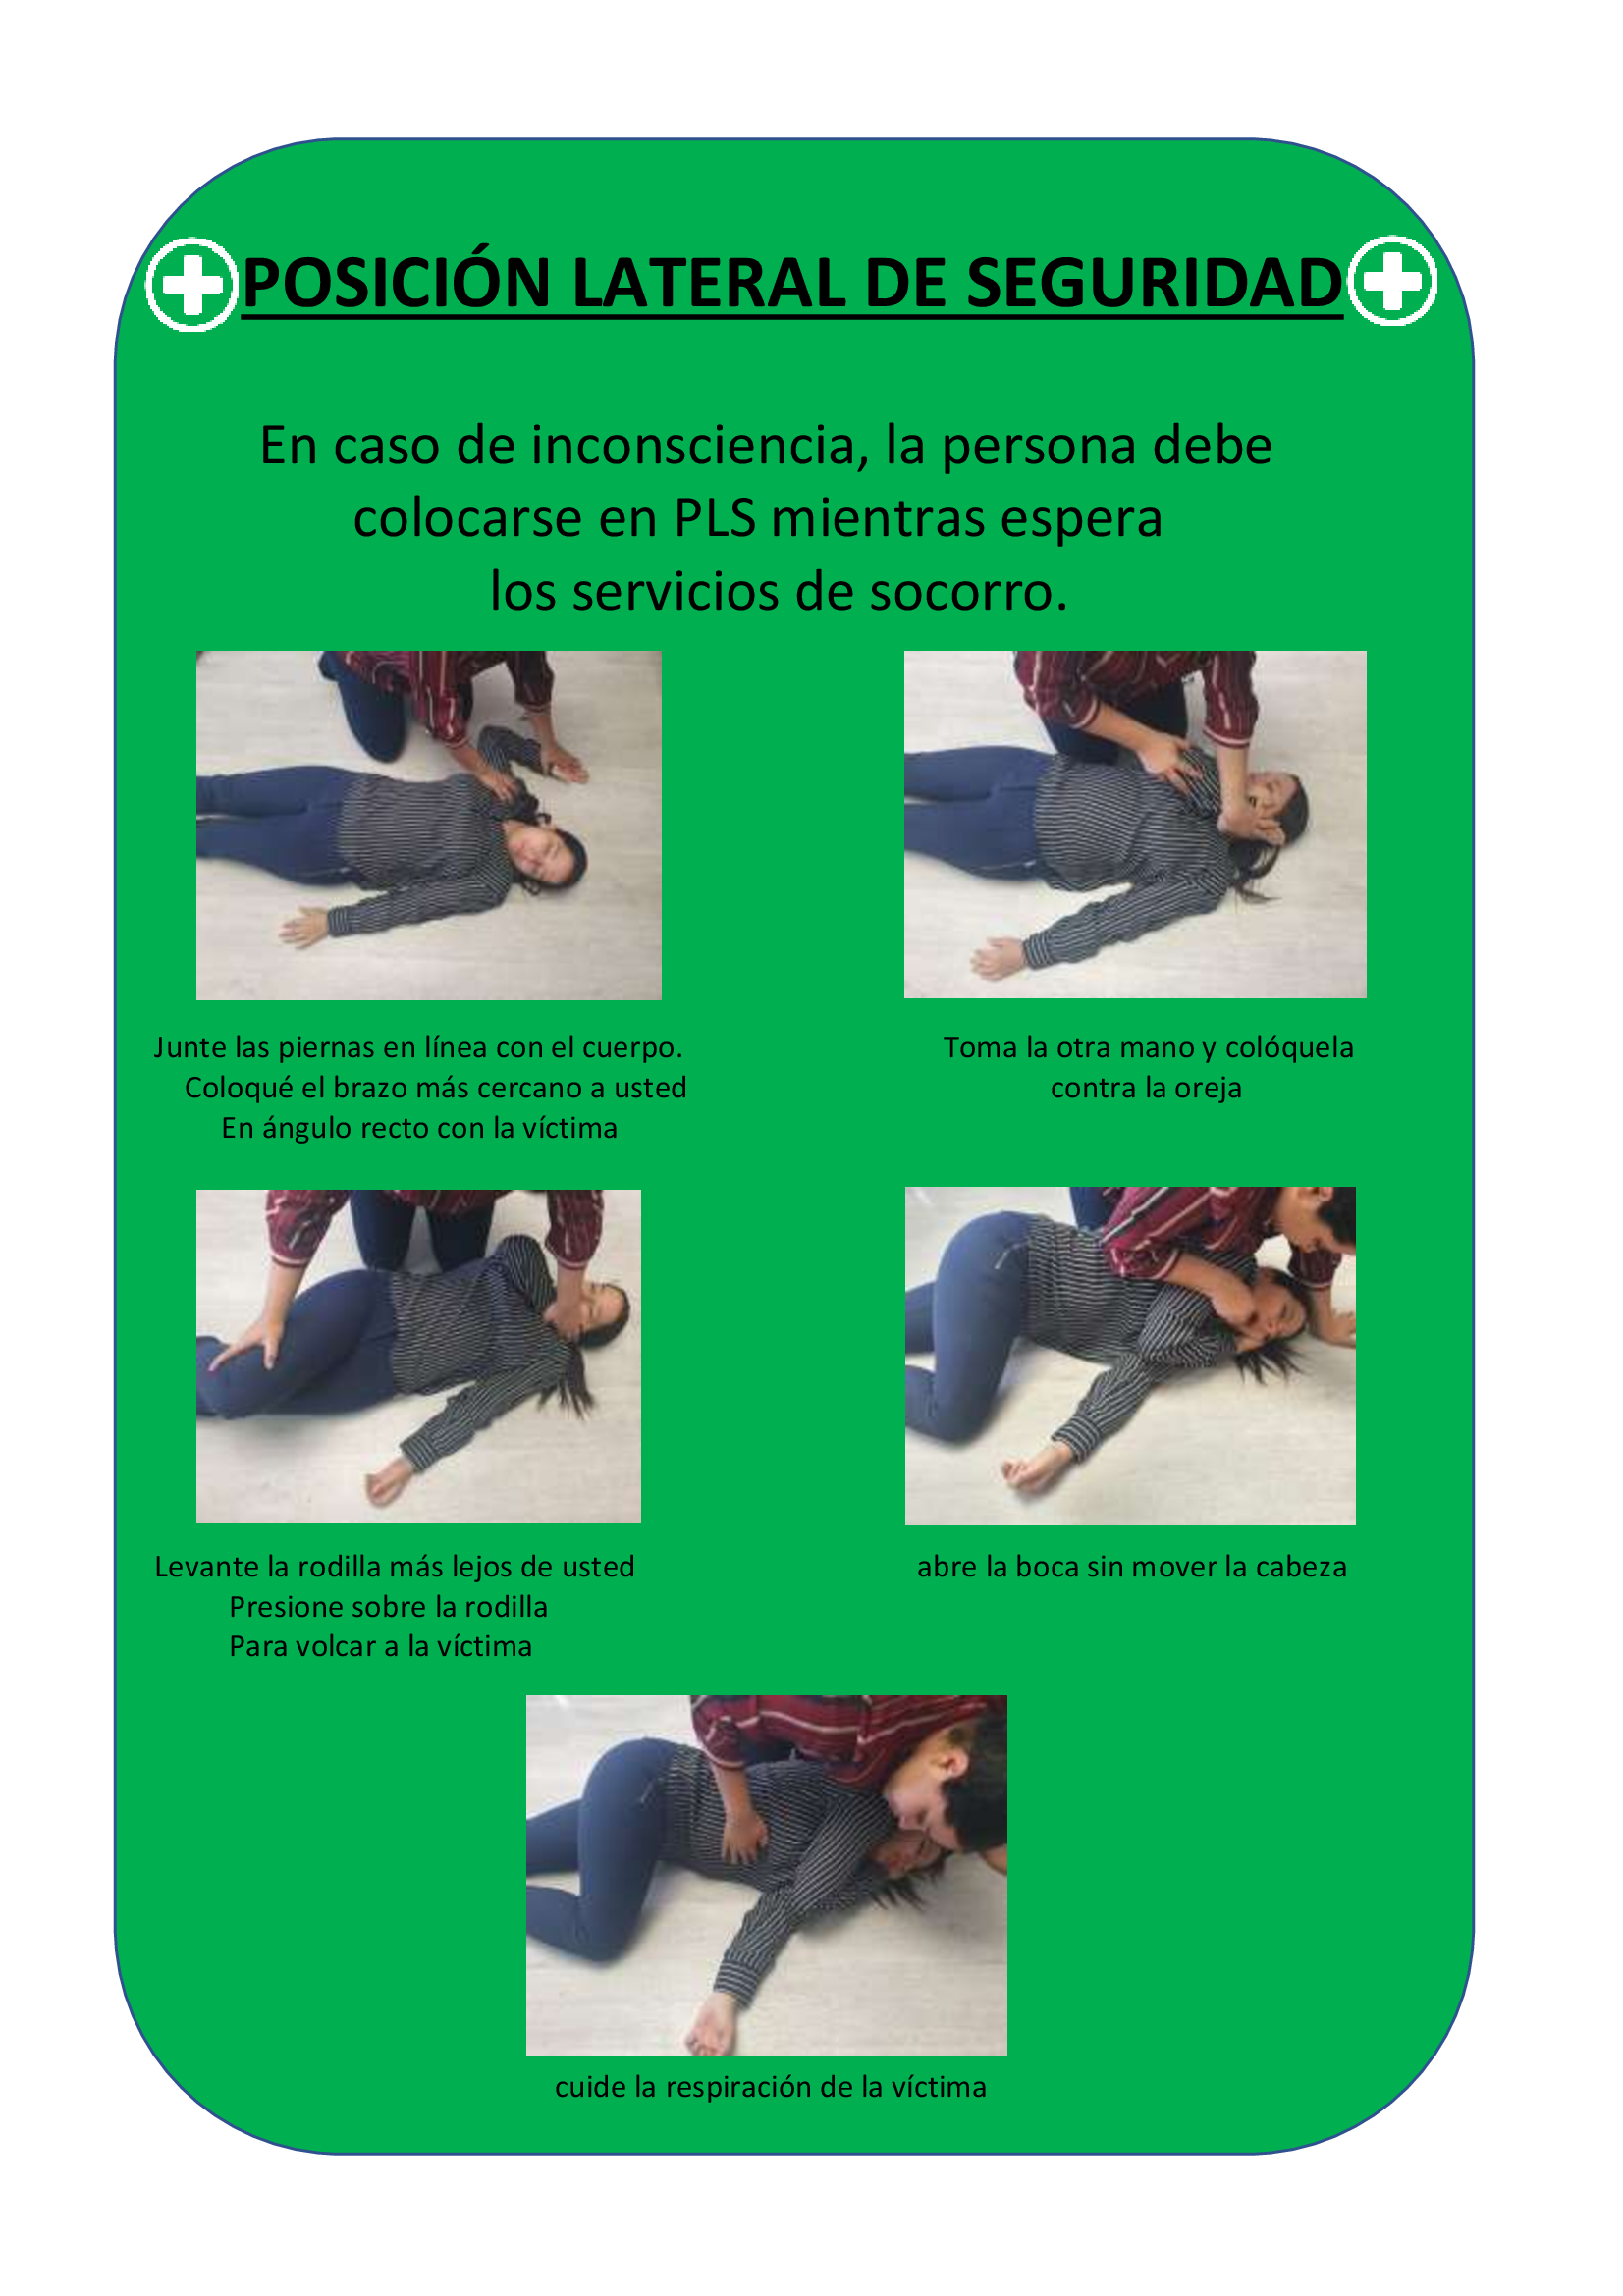 POSICIÓN LATERAL DE SEGURIDAD
En caso de inconsciencia, la persona debe
colocarse en PLS mientras espera
los servicios de socorro.
Junte las piernas en línea con el cuerpo.
Coloqué el brazo más cercano a usted
En ángulo recto con la víctima
Toma la otra mano y colóquela
contra la oreja
Levante la rodilla más lejos de usted
Presione sobre la rodilla
Para volcar a la víctima
abre la boca sin mover la cabeza
cuide la respiración de la víctima